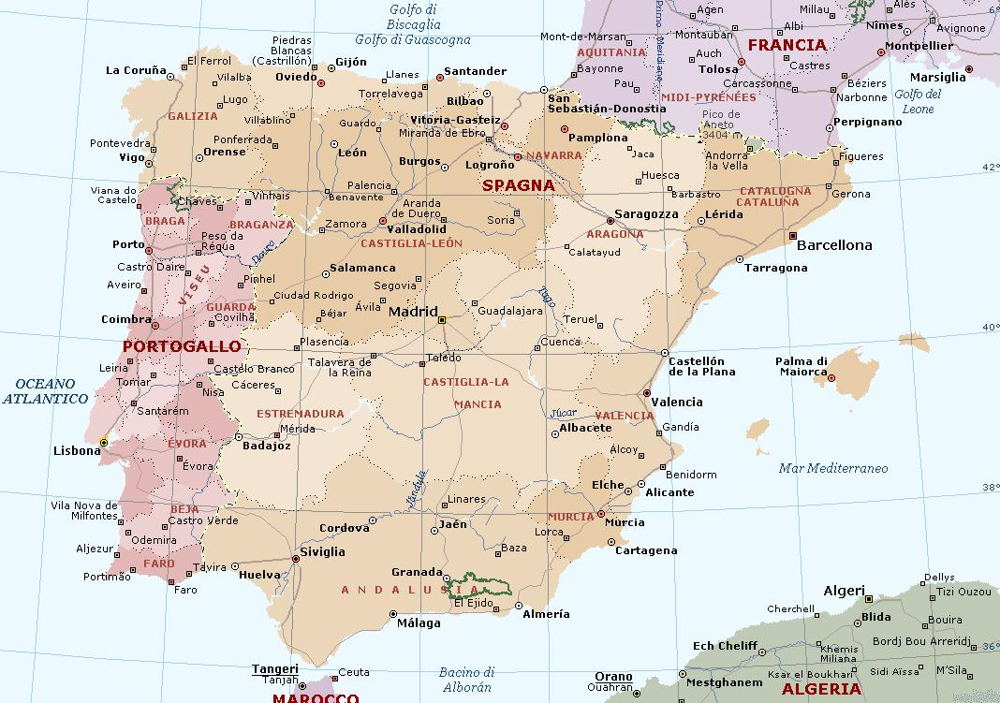 Golfo di
Biscaglia
Golfo di Guascogna
Primo Meridiano
Agen
Millau
Alés
6°
Montauban
Albi
Nîmes
Avignone
Mont-de-Marsan
AQUITANIA
Auch
FRANCIA
Montpellier
Tolosa
Castres
Bayonne
Pau
Carcassonne
Béziers
Marsiglia
MIDI-PYRÉNÉES
Narbonne
Golfo del
Leone
Pico de
Aneto
3404 m
Perpignano
Andorra
la Vella
Figueres
42°
Piedras
Blancas
(Castrillón)
Gijón
El Ferrol
La Coruña
Oviedo
Llanes
Santander
Vilalba
Torrelavega
Bilbao
San
Sebastián-Donostia
Lugo
GALIZIA
Villablino
Guardo
Vitoria-Gasteiz
Miranda de Ebro
Pamplona
Pontevedra
Ponferrada
Orense
León
Vigo
Burgos
Logroño
NAVARRA
Jaca
SPAGNA
Huesca
Barbastro
CATALOGNA
CATALUÑA
Gerona
Viana do
Castelo
Chaves
Vinhais
Benavente
Palencia
Aranda
de Duero
BRAGA
BRAGANZA
Zamora
Valladolid
Soria
Saragozza
Lérida
ARAGONA
Porto
Peso da
Régua
CASTIGLIA-LEÓN
Calatayud
Barcellona
Douro
Castro Daire
VISEU
Salamanca
Tarragona
Aveiro
Pinhel
Segovia
Ciudad Rodrigo
Ávila
Madrid
Guadalajara
Tago
GUARDA
Covilhã
Béjar
Teruel
Coimbra
40°
PORTOGALLO
Plasencia
Cuenca
Leiria
Castelo Branco
Talavera de
la Reina
Toledo
Castellón
de la Plana
Palma di
Maiorca
Tomar
Nisa
Cáceres
CASTIGLIA-LA
MANCIA
OCEANO
ATLANTICO
Santarém
ESTREMADURA
Júcar
VALENCIA
Valencia
Mérida
Albacete
Gandía
ÉVORA
Badajoz
Lisbona
Alcoy
Évora
Mar Mediterraneo
Benidorm
Jándula
Elche
Alicante
38°
Vila Nova de
Milfontes
BEJA
Castro Verde
Linares
MURCIA
Murcia
Cordova
Jaén
Lorca
Odemira
Aljezur
Siviglia
Baza
Cartagena
FARO
Tavira
Portimão
Huelva
Granada
Faro
ANDALUSIA
El Ejido
Almería
Málaga
Dellys
Algeri
Tizi Ouzou
Cherchell
Blida
Bouira
Ech Cheliff
Khemis
Miliana
Bordj Bou Arreridj
36°
Tangeri
Tanjah
Ceuta
Bacino di
Alborán
Orano
Ouahran
Mestghanem
Ksar el Boukhari
Sidi Aïssa
M'Sila
MAROCCO
ALGERIA